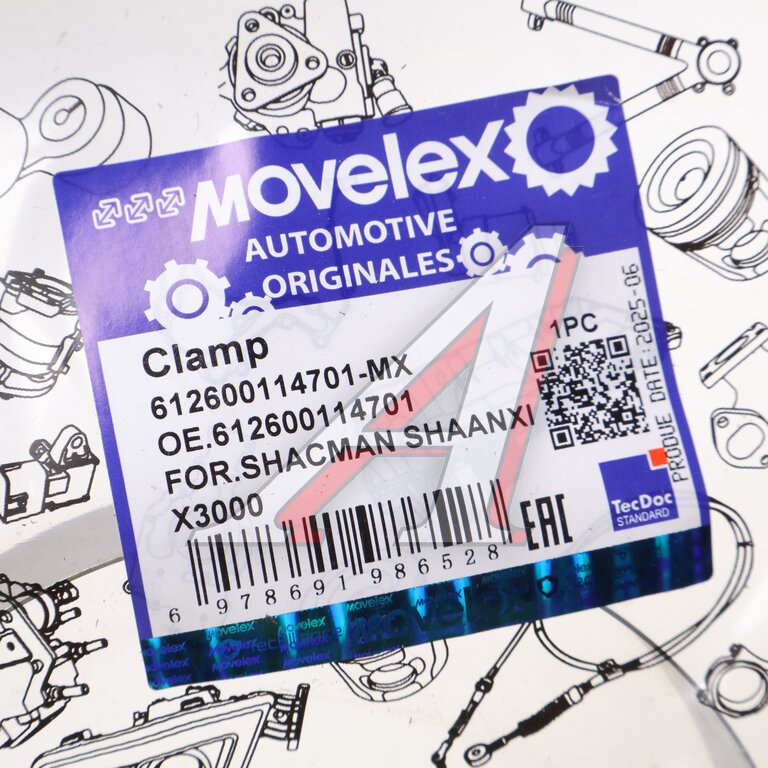 Movelex
AUTOMOTIVE
ORIGINALES
Clamp
1PC
612600114701-MX
OE.612600114701
FOR.SHACMAN SHAANXI
X3000
PRODUE DATE:2025-06
TecDoc
STANDARD
EAC
6 978691 986528
Movelex